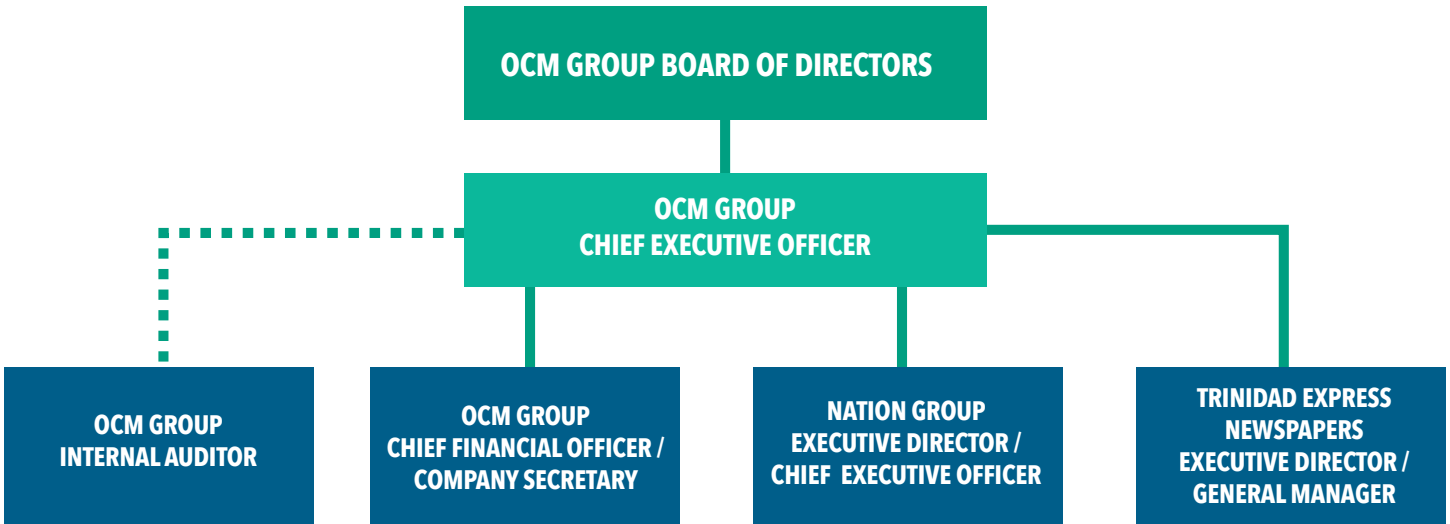 OCM GROUP BOARD OF DIRECTORS
OCM GROUP
CHIEF EXECUTIVE OFFICER
OCM GROUP
INTERNAL AUDITOR
OCM GROUP
CHIEF FINANCIAL OFFICER /
COMPANY SECRETARY
NATION GROUP
EXECUTIVE DIRECTOR /
CHIEF EXECUTIVE OFFICER
TRINIDAD EXPRESS
NEWSPAPERS
EXECUTIVE DIRECTOR /
GENERAL MANAGER